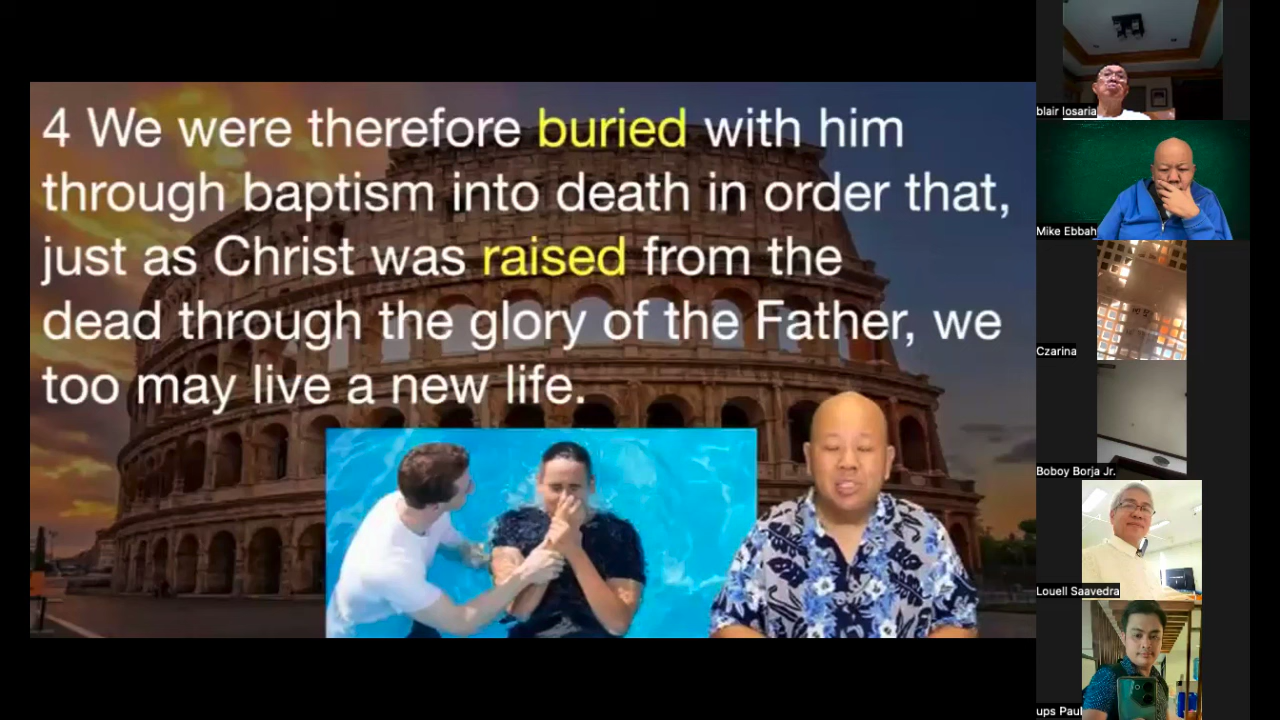 4 We were therefore buried with him
through baptism into death in order that,
just as Christ was raised from the
dead through the glory of the Father, we
too may live a new life.
blair losaria
Mike Ebbah
Czarina
Boboy Borja Jr.
Louell Saavedra
ups Paul